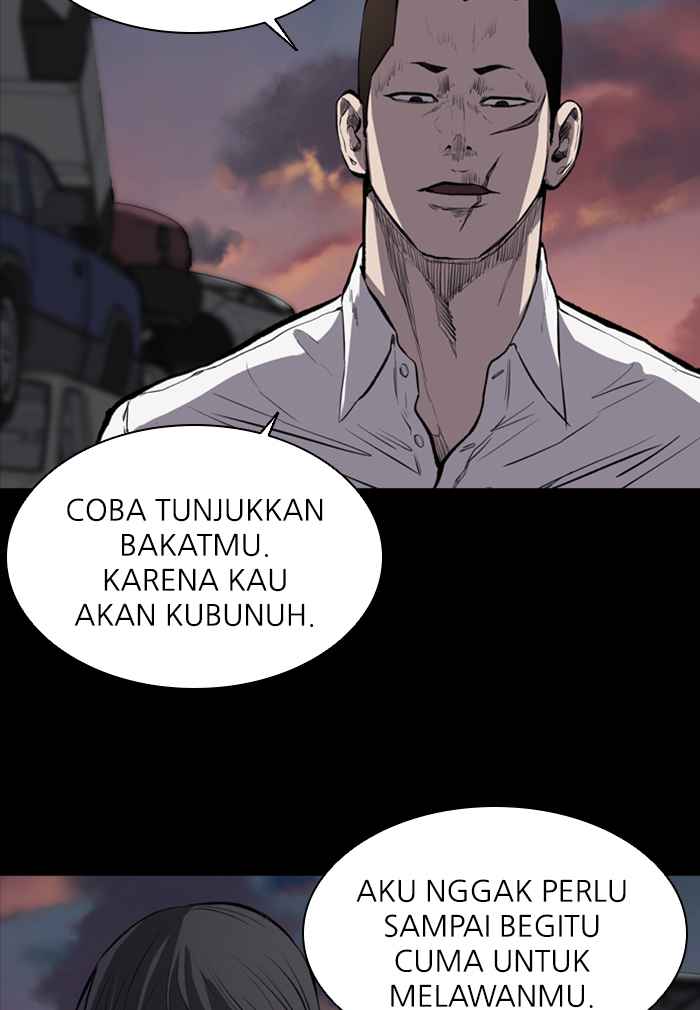 COBA TUNJUKKAN
BAKATMU.
KARENA KAU
AKAN KUBUNUH.
AKU NGGAK PERLU
SAMPAI BEGITU
CUMA UNTUK
MELAWANMU.